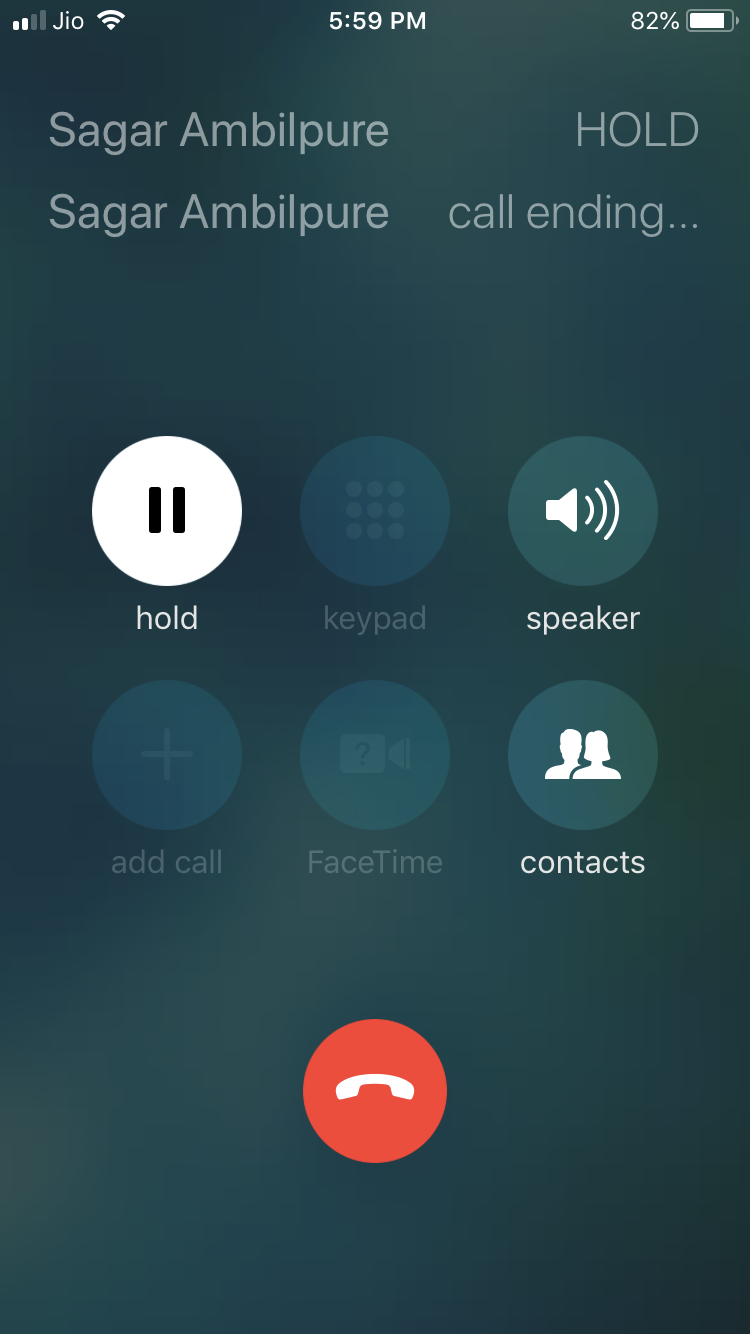 Jio 5:59 PM 82%
Sagar Ambilpure HOLD
Sagar Ambilpure call ending...
hold keypad speaker
?
add call FaceTime contacts